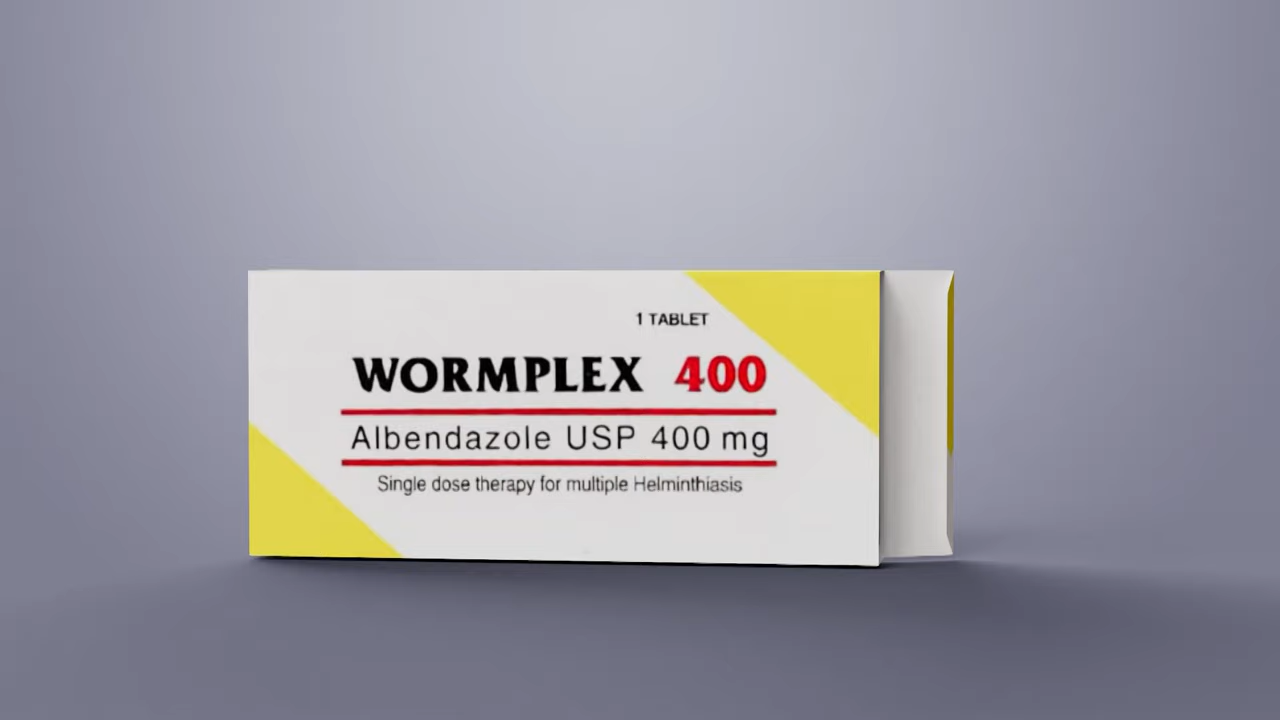 1 TABLET
WORMPLEX 400
Albendazole USP 400 mg
Single dose therapy for multiple Helminthiasis